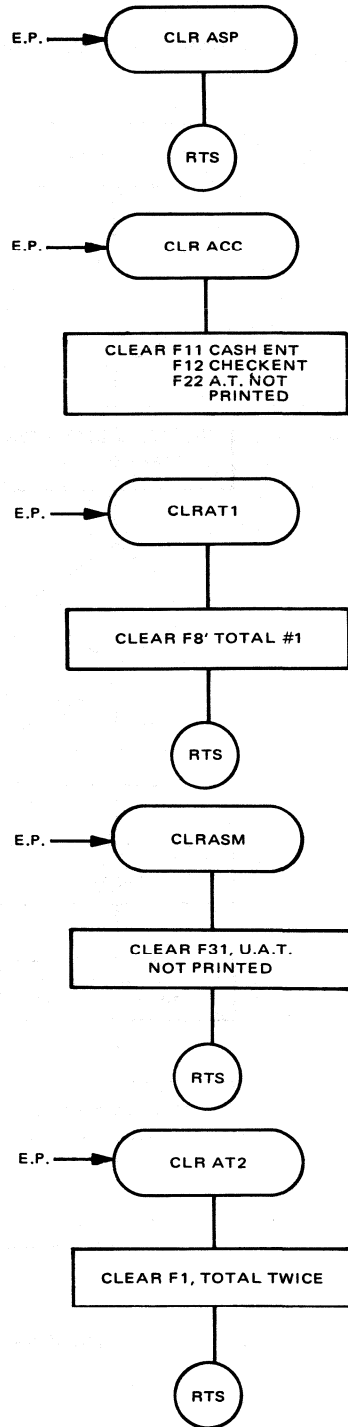 E.P.
CLR ASP
RTS
E.P.
CLR ACC
CLEAR F11 CASH ENT
F12 CHECKENT
F22 A.T. NOT
PRINTED
E.P.
CLRAT1
CLEAR F8' TOTAL #1
RTS
E.P.
CLRASM
CLEAR F31, U.A.T.
NOT PRINTED
RTS
E.P.
CLR AT2
CLEAR F1, TOTAL TWICE
RTS